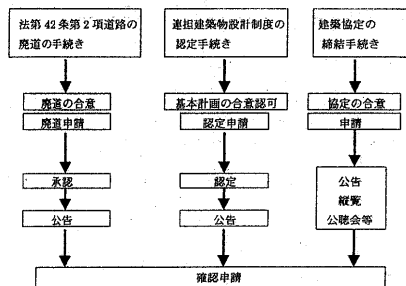 法第42条第2項道路の
廃道の手続き
連担建築物設計制度の
認定手続き
建築協定の
締結手続き
廃道の合意
廃道申請
基本計画の合意認可
認定申請
協定の合意
申請
承認
認定
公告
縦覧
公聴会等
公告
公告
確認申請